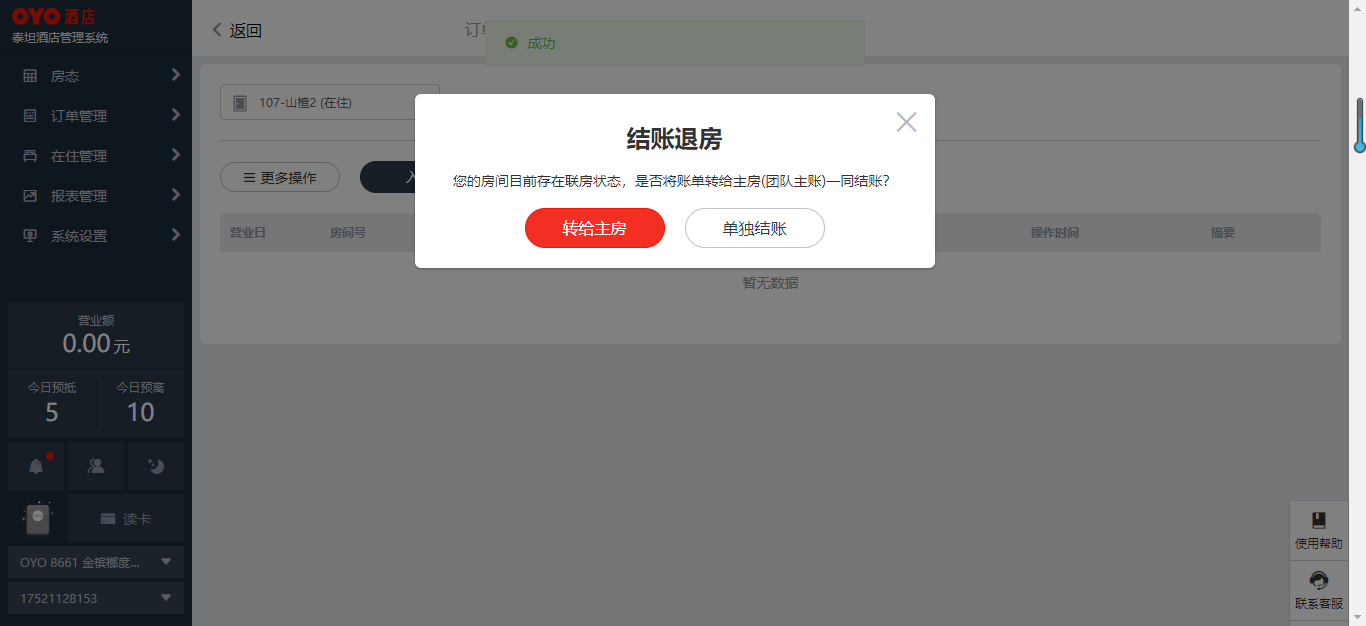 OYO 酒店
泰坦酒店管理系统
房态
订单管理
在住管理
报表管理
系统设置
营业额
0.00元
今日预抵
今日预离
5
10
读卡
OYO 8661 金槟榔度...
17521128153
返回
成功
107-山楂2 (在住)
更多操作
结账退房
您的房间目前存在联房状态，是否将账单转给主房(团队主账)一同结账？
转给主房
单独结账
营业日
房间号
操作时间
摘要
暂无数据
使用帮助
联系客服